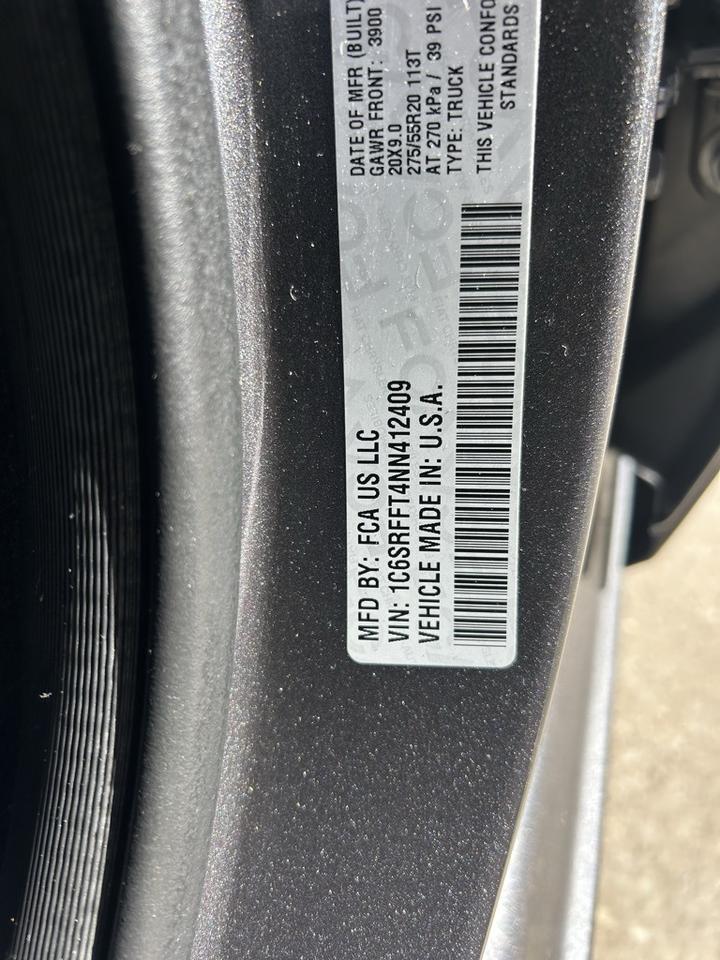 MFD BY: FCA US LLC
DATE OF MFR (BUILT)
GAWR FRONT: 3900
20X9.0
275/55R20 113T
AT 270 kPa / 39 PSI
TYPE: TRUCK
THIS VEHICLE CONFO
STANDARDS
VIN: 1C6SRFFT4NN412409
VEHICLE MADE IN: U.S.A.